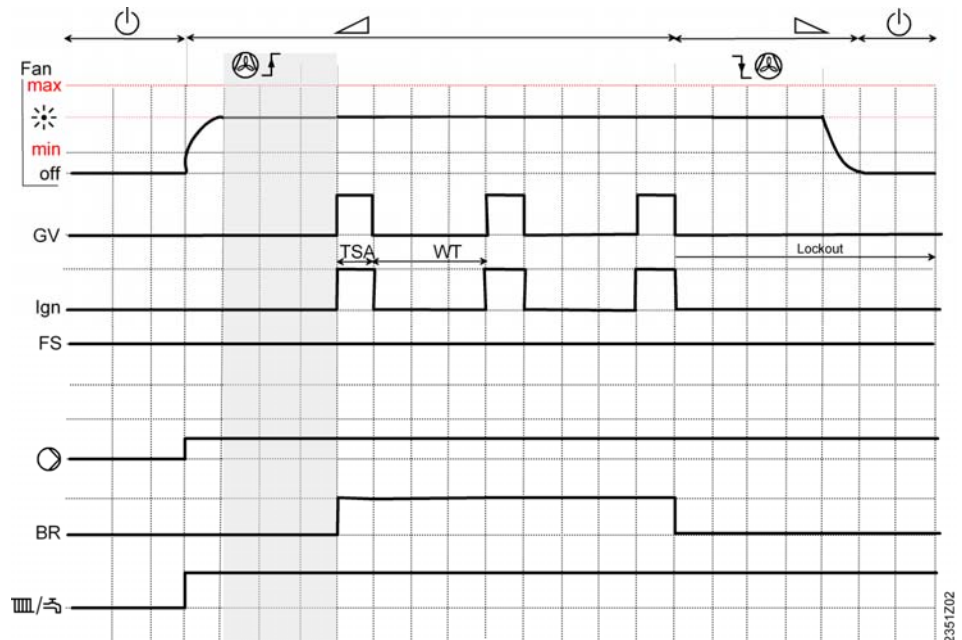 Fan
max
min
off
GV
TSA WT
Lockout
Ign
FS
BR
/
2351Z02